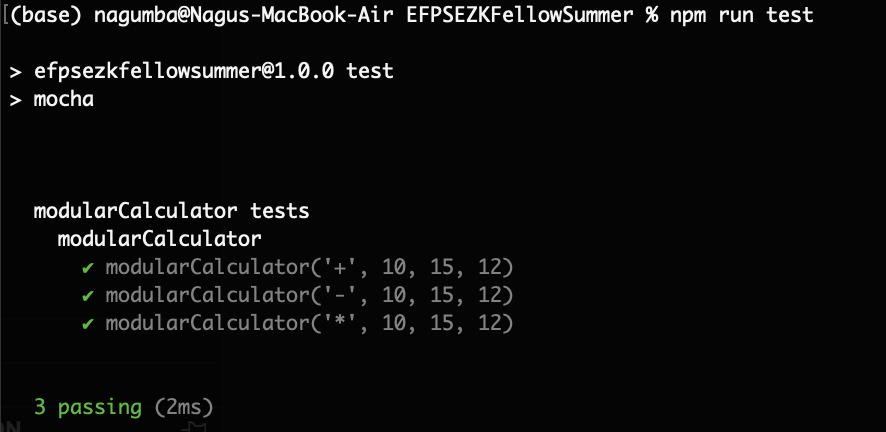 [(base) nagumba@Nagus-MacBook-Air EFPSEZKFellowSummer % npm run test
> efpsezkfellowsummer@1.0.0 test
> mocha
modularCalculator tests
modularCalculator
✔ modularCalculator('+', 10, 15, 12)
✔ modularCalculator('-', 10, 15, 12)
✔ modularCalculator('*', 10, 15, 12)
3 passing (2ms)